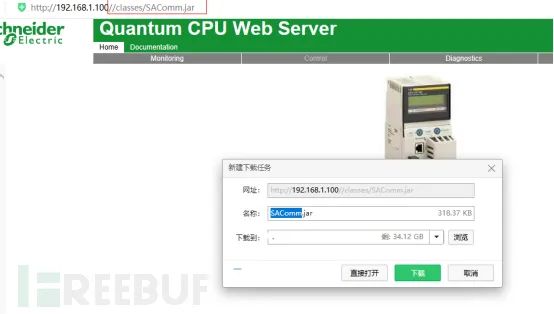 http://192.168.1.100//classes/SAComm.jar
chneider
Electric
Quantum CPU Web Server
Home
Documentation
Monitoring
Control
Diagnostics
新建下载任务
网址:
http://192.168.1.100//classes/SAComm.jar
名称:
SAComm.jar
318.37 KB
下载到:
剩: 34.12 GB
浏览
直接打开
下载
取消
FREEBUF